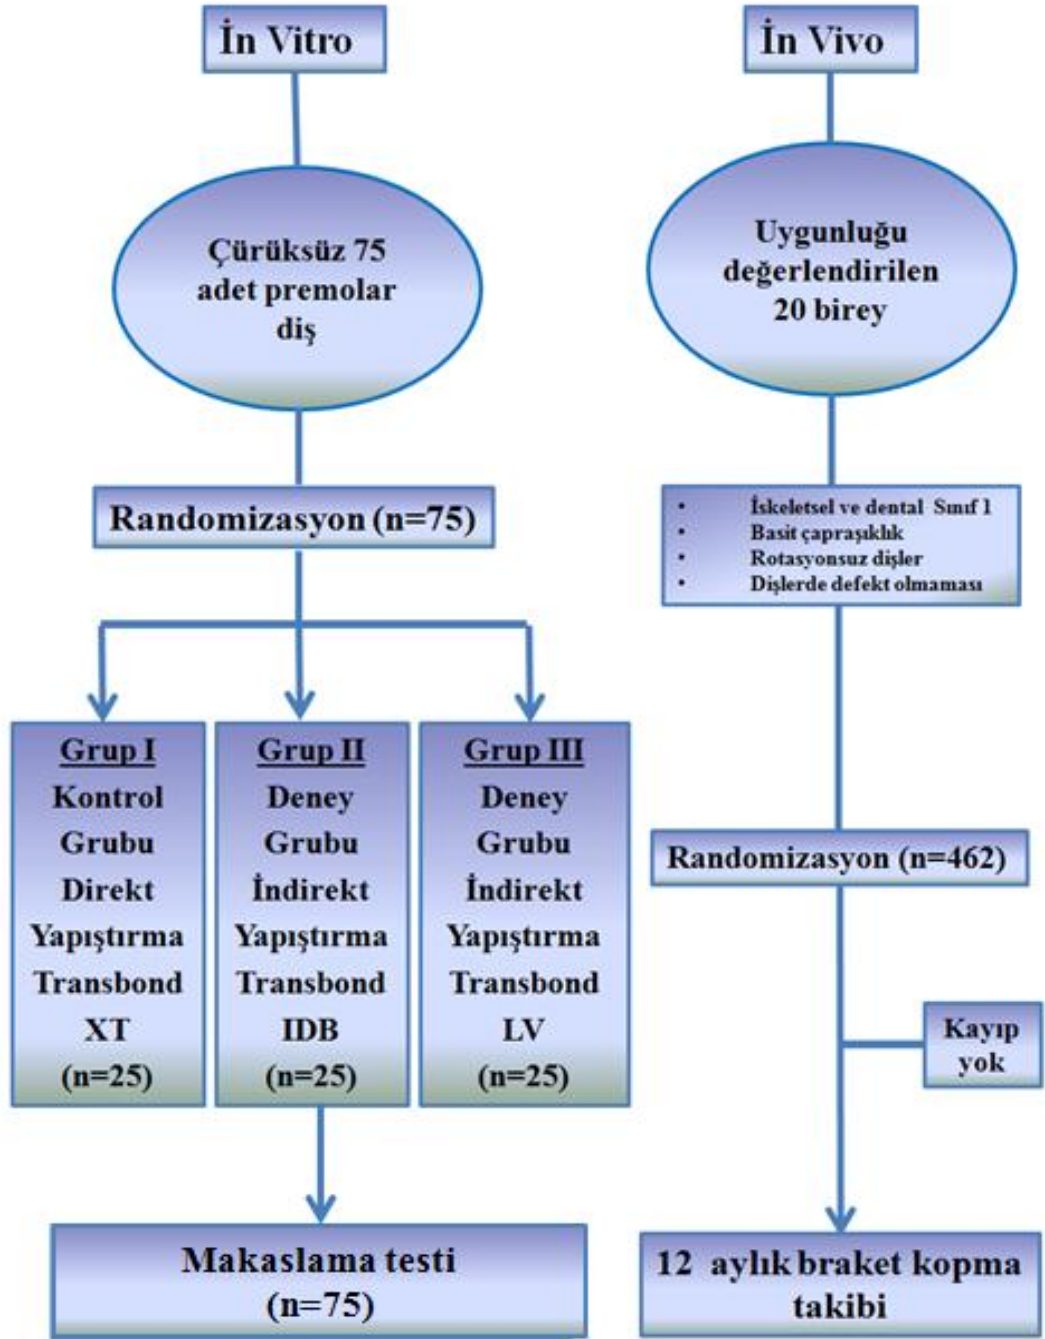 İn Vitro
Çürüksüz 75
adet premolar
diş
Randomizasyon (n=75)
Grup I
Kontrol
Grubu
Direkt
Yapıştırma
Transbond
XT
(n=25)
Grup II
Deney
Grubu
İndirekt
Yapıştırma
Transbond
IDB
(n=25)
Grup III
Deney
Grubu
İndirekt
Yapıştırma
Transbond
LV
(n=25)
Makaslama testi
(n=75)
İn Vivo
Uygunluğu
değerlendirilen
20 birey
• İskeletsel ve dental Sınıf 1
• Basit çapraşıklık
• Rotasyonsuz dişler
• Dişlerde defekt olmaması
Randomizasyon (n=462)
Kayıp
yok
12 aylık braket kopma
takibi